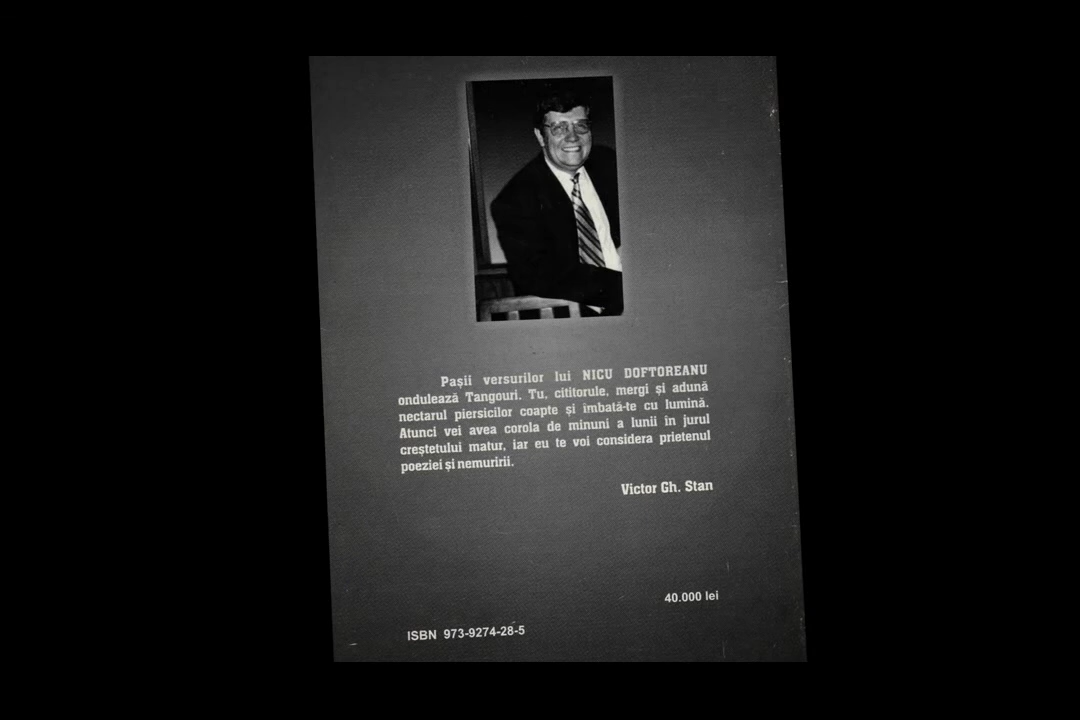 Pașii versurilor lui NICU DOFTOREANU
ondulează Tangouri. Tu, cititorule, mergi și adună
nectarul piersicilor coapte și îmbată-te cu lumină.
Atunci vei avea corola de minuni a lunii în jurul
creștetului matur, iar eu te voi considera prietenul
poeziei și nemuririi.
Victor Gh. Stan
40.000 lei
ISBN 973-9274-28-5